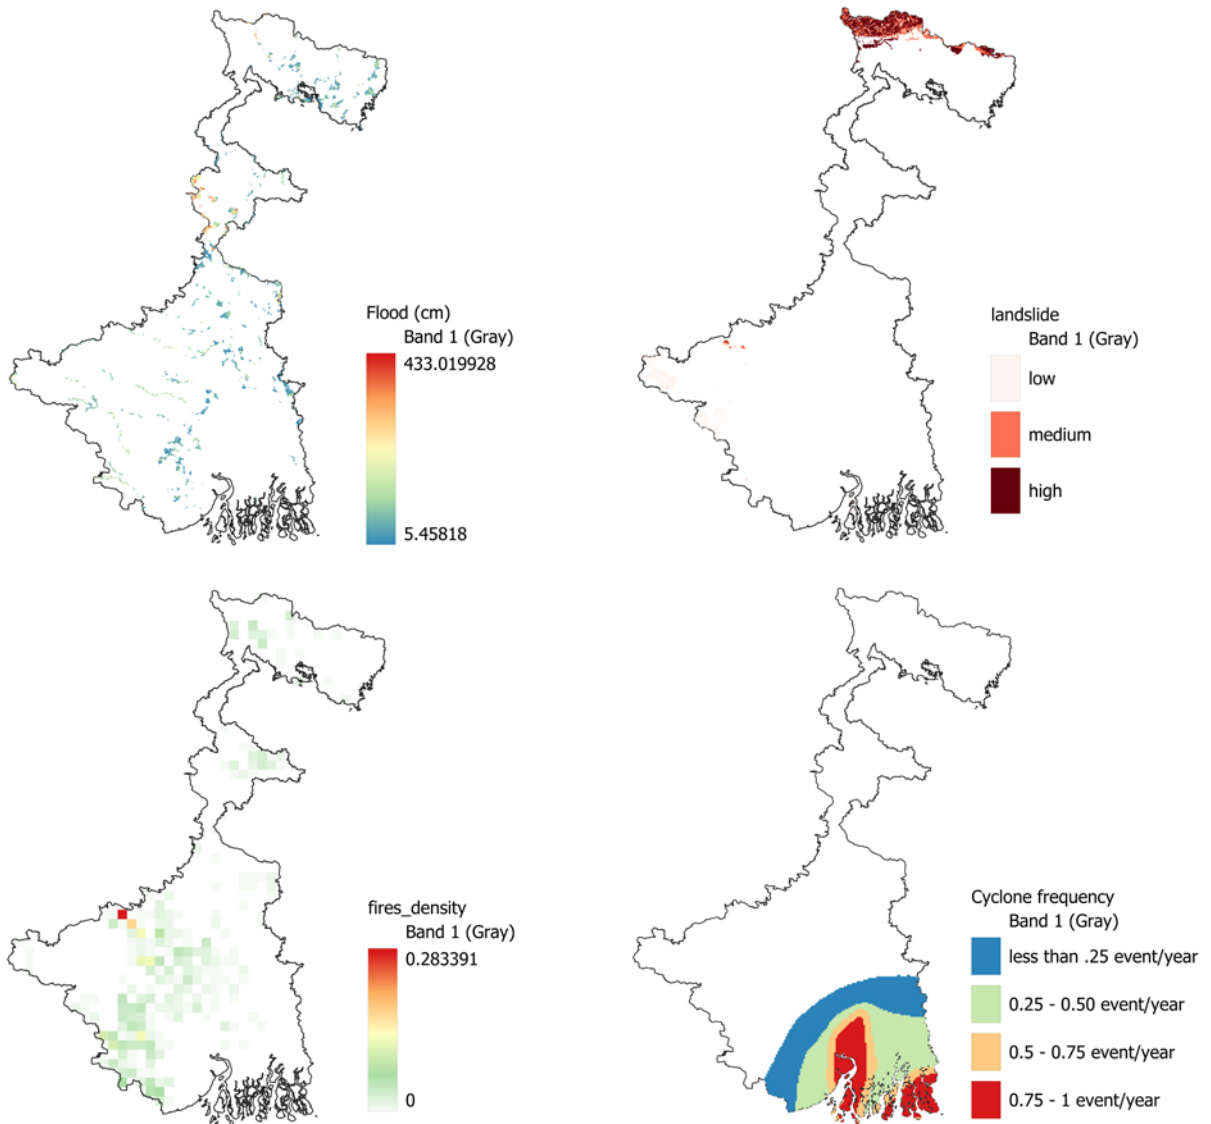 Flood (cm)
Band 1 (Gray)
433.019928
5.45818
landslide
Band 1 (Gray)
low
medium
high
fires_density
Band 1 (Gray)
0.283391
0
Cyclone frequency
Band 1 (Gray)
less than .25 event/year
0.25 - 0.50 event/year
0.5 - 0.75 event/year
0.75 - 1 event/year